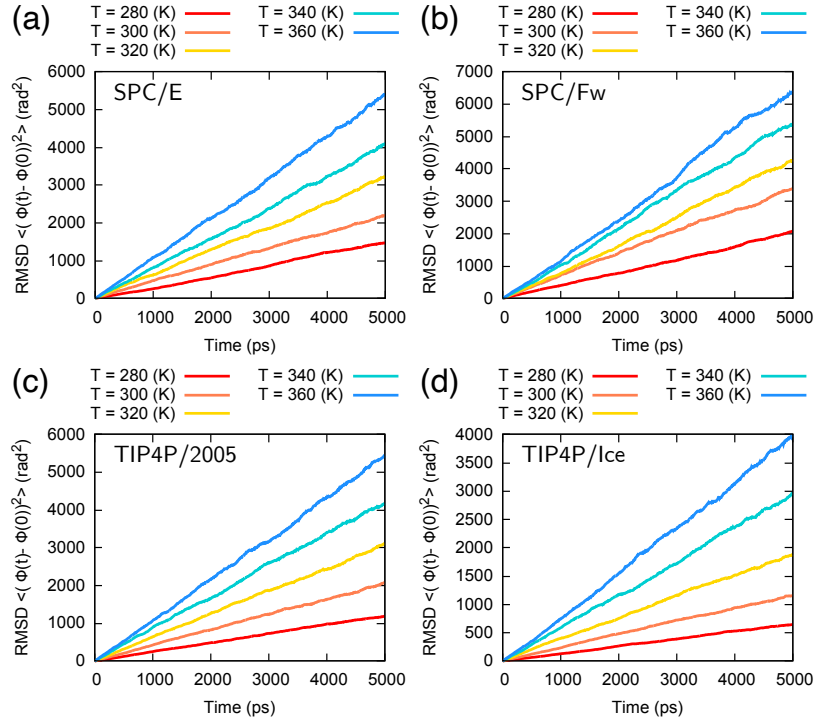 (a)
T = 280 (K)
T = 300 (K)
T = 320 (K)
T = 340 (K)
T = 360 (K)
SPC/E
RMSD <( Φ(t)- Φ(0))²> (rad²)
6000
5000
4000
3000
2000
1000
0
0 1000 2000 3000 4000 5000
Time (ps)
(b)
T = 280 (K)
T = 300 (K)
T = 320 (K)
T = 340 (K)
T = 360 (K)
SPC/Fw
RMSD <( Φ(t)- Φ(0))²> (rad²)
7000
6000
5000
4000
3000
2000
1000
0
0 1000 2000 3000 4000 5000
Time (ps)
(c)
T = 280 (K)
T = 300 (K)
T = 320 (K)
T = 340 (K)
T = 360 (K)
TIP4P/2005
RMSD <( Φ(t)- Φ(0))²> (rad²)
6000
5000
4000
3000
2000
1000
0
0 1000 2000 3000 4000 5000
Time (ps)
(d)
T = 280 (K)
T = 300 (K)
T = 320 (K)
T = 340 (K)
T = 360 (K)
TIP4P/Ice
RMSD <( Φ(t)- Φ(0))²> (rad²)
4000
3500
3000
2500
2000
1500
1000
500
0
0 1000 2000 3000 4000 5000
Time (ps)